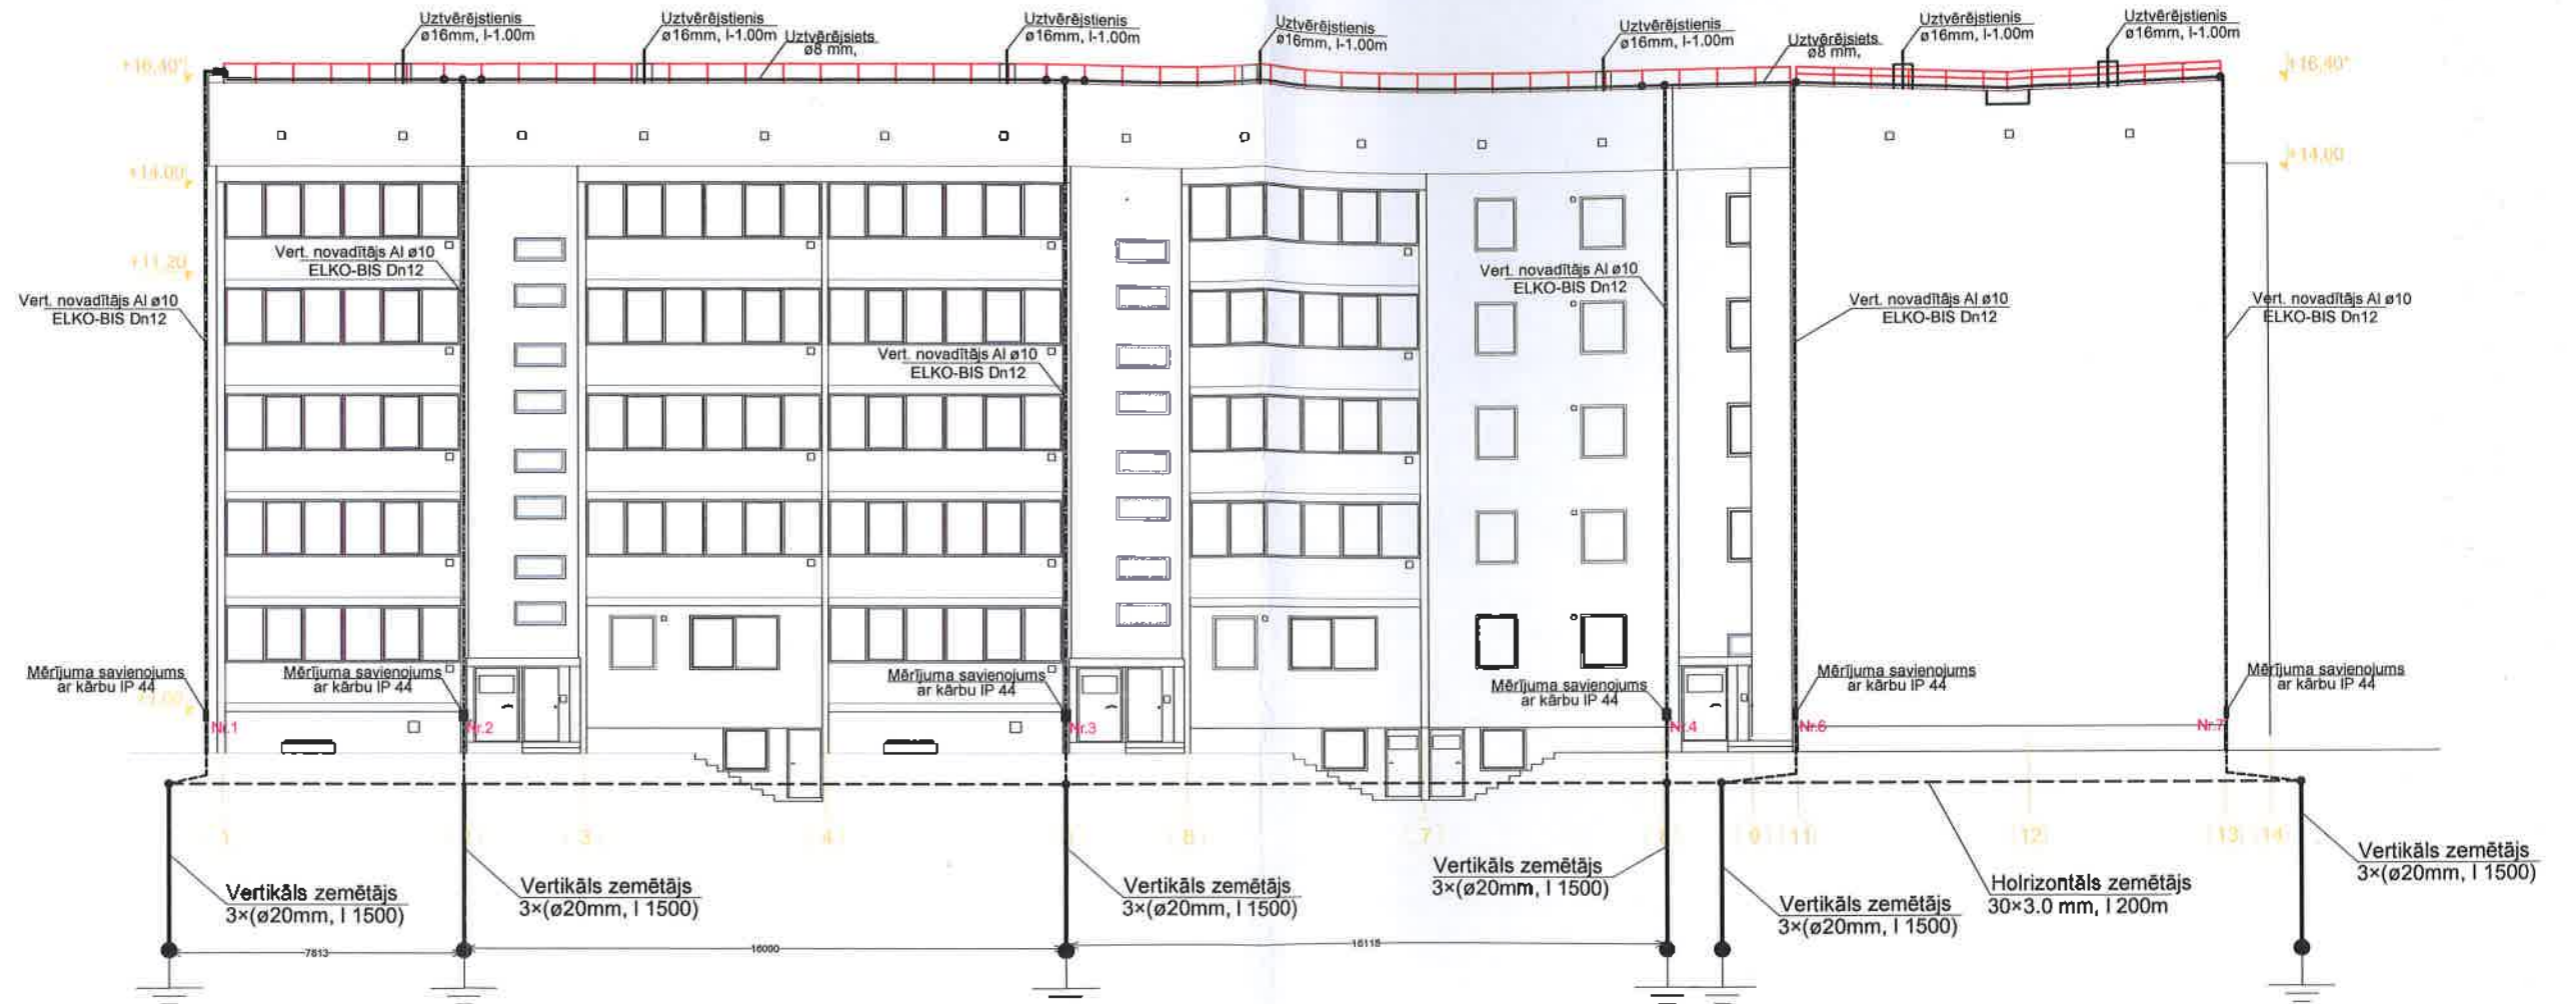 Uztvērējstienis
ø16mm, l-1.00m
Uztvērējstienis
ø16mm, l-1.00m
Uztvērējsiets
ø8 mm,
Uztvērējstienis
ø16mm, l-1.00m
Uztvērējstienis
ø16mm, l-1.00m
Uztvērējstienis
ø16mm, l-1.00m
Uztvērējsiets
ø8 mm,
Uztvērējstienis
ø16mm, l-1.00m
Uztvērējstienis
ø16mm, l-1.00m
+16,40*
+16,40*
+14.00
+14,00
+11,20
Vert. novadītājs Al ø10
ELKO-BIS Dn12
Vert. novadītājs Al ø10
ELKO-BIS Dn12
Vert. novadītājs Al ø10
ELKO-BIS Dn12
Vert. novadītājs Al ø10
ELKO-BIS Dn12
Vert. novadītājs Al ø10
ELKO-BIS Dn12
Vert. novadītājs Al ø10
ELKO-BIS Dn12
Mērījuma savienojums
ar kārbu IP 44
Mērījuma savienojums
ar kārbu IP 44
Mērījuma savienojums
ar kārbu IP 44
Mērījuma savienojums
ar kārbu IP 44
Mērījuma savienojums
ar kārbu IP 44
Mērījuma savienojums
ar kārbu IP 44
Nr.1
Nr.2
Nr.3
Nr.4
Nr.6
Nr.7
1
3
4
6
7
8
9
11
12
13
14
Vertikāls zemētājs
3×(ø20mm, l 1500)
Vertikāls zemētājs
3×(ø20mm, l 1500)
Vertikāls zemētājs
3×(ø20mm, l 1500)
Vertikāls zemētājs
3×(ø20mm, l 1500)
Vertikāls zemētājs
3×(ø20mm, l 1500)
Holrizontāls zemētājs
30×3.0 mm, l 200m
Vertikāls zemētājs
3×(ø20mm, l 1500)
7813
16000
16115